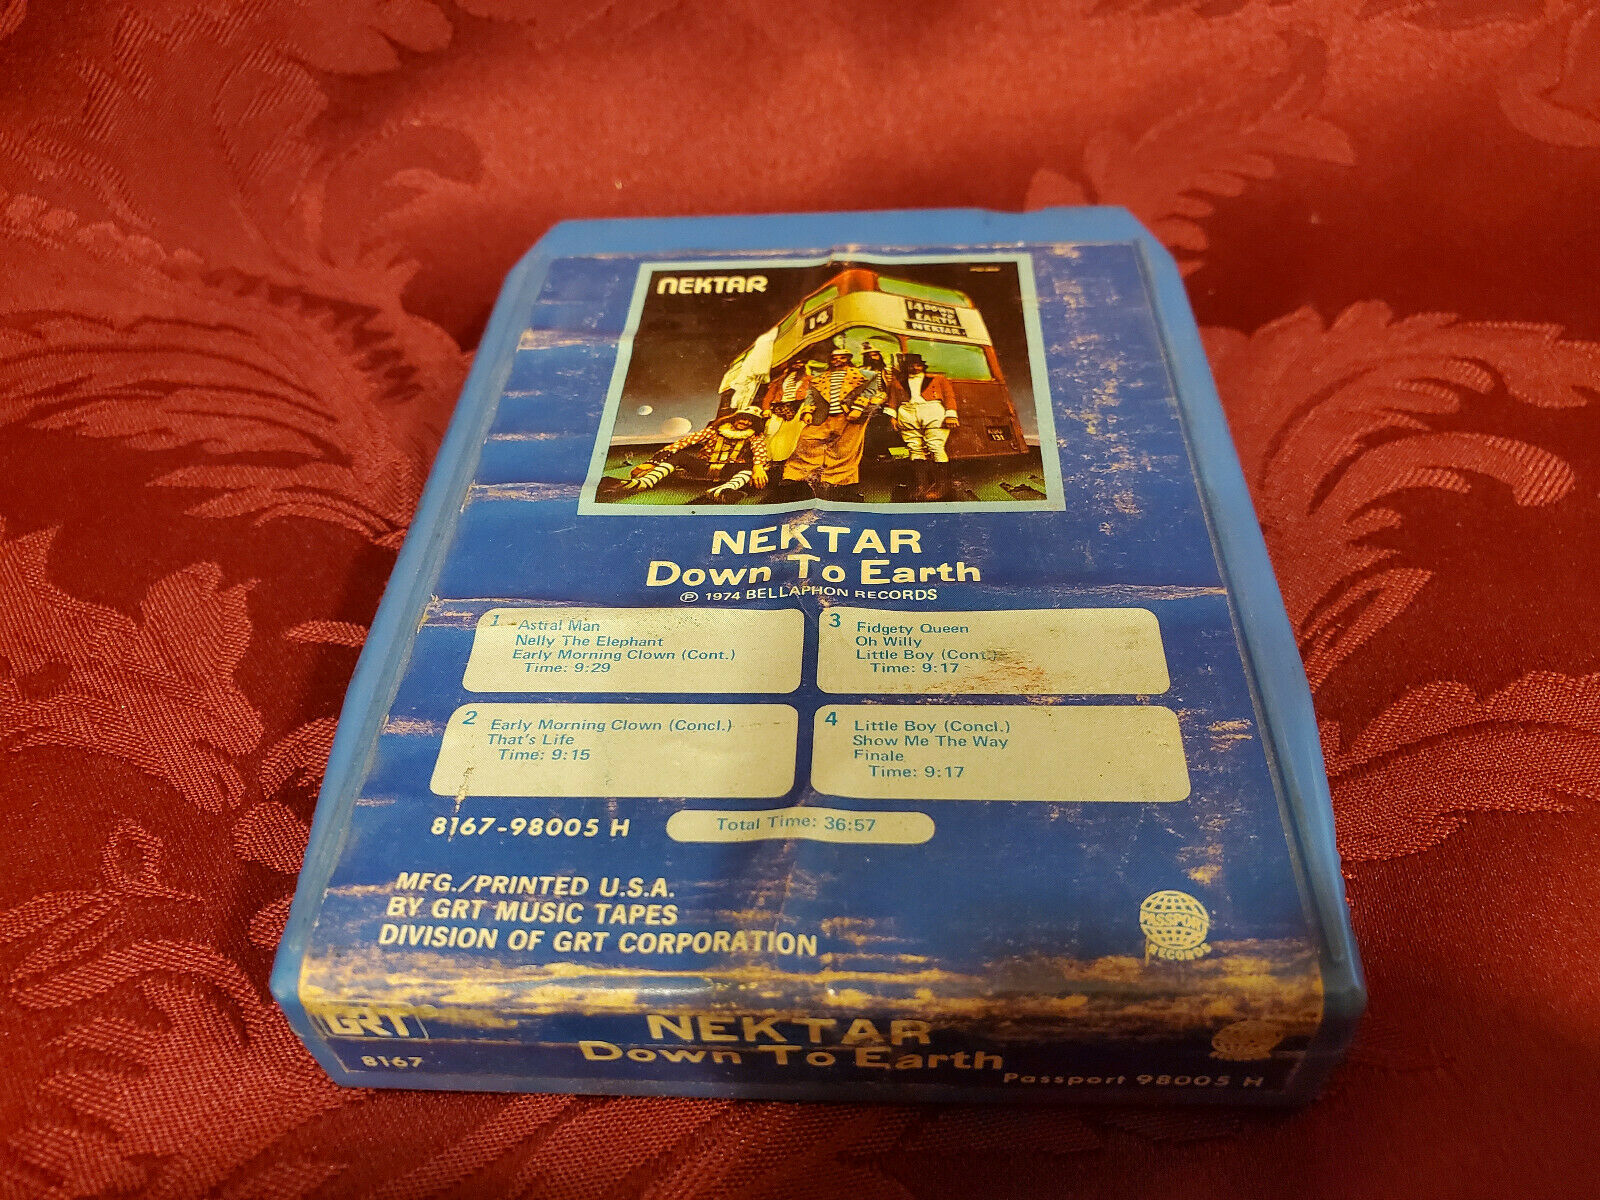 NEKTAR
14
14 DOWN
TO
EARTH
NEKTAR
131
NEKTAR
Down To Earth
℗ 1974 BELLAPHON RECORDS
1 Astral Man
Nelly The Elephant
Early Morning Clown (Cont.)
Time: 9:29
2 Early Morning Clown (Concl.)
That's Life
Time: 9:15
3 Fidgety Queen
Oh Willy
Little Boy (Cont.)
Time: 9:17
4 Little Boy (Concl.)
Show Me The Way
Finale
Time: 9:17
8167-98005 H
Total Time: 36:57
MFG./PRINTED U.S.A.
BY GRT MUSIC TAPES
DIVISION OF GRT CORPORATION
PASSPORT
RECORDS
GRT
8167
NEKTAR
Down To Earth
Passport 98005 H